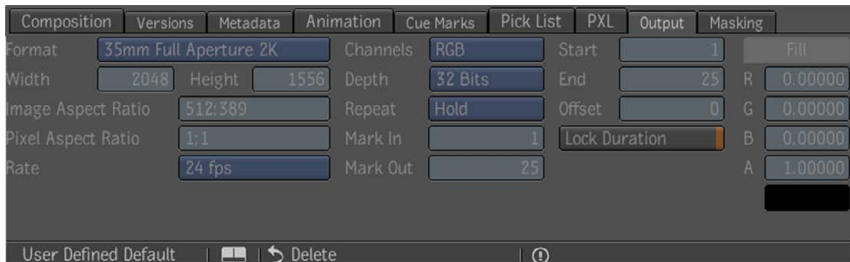 Composition Versions Metadata Animation Cue Marks Pick List PXL Output Masking
Format 35mm Full Aperture 2K Channels RGB Start 1 Fill
Width 2048 Height 1556 Depth 32 Bits End 25 R 0.00000
Image Aspect Ratio 512:389 Repeat Hold Offset 0 G 0.00000
Pixel Aspect Ratio 1:1 Mark In 1 Lock Duration B 0.00000
Rate 24 fps Mark Out 25 A 1.00000
User Defined Default Delete